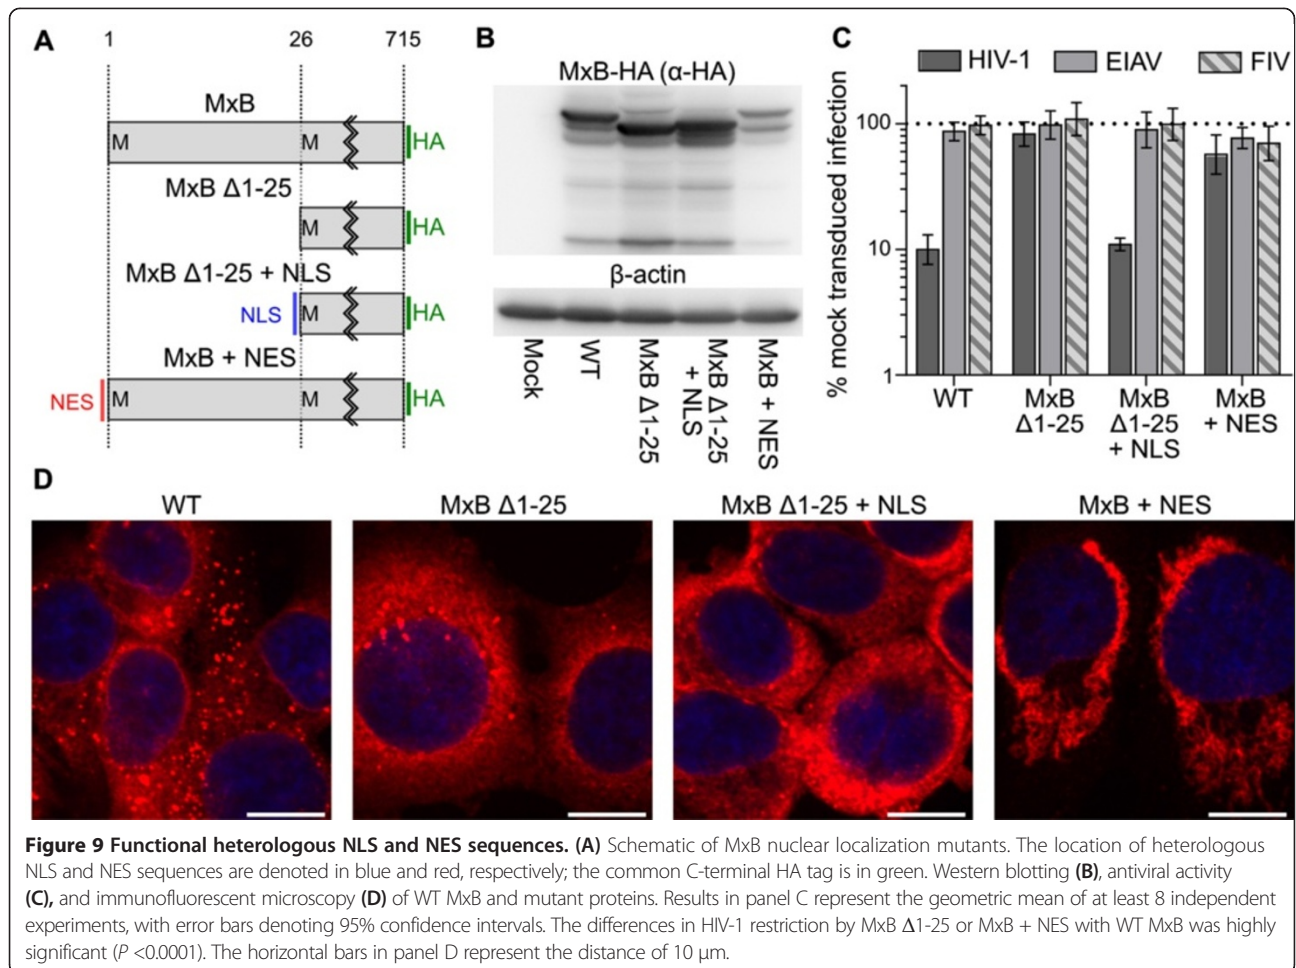 A
1 26 715
MxB
M M HA
MxB Δ1-25
M HA
MxB Δ1-25 + NLS
NLS M HA
MxB + NES
NES M M HA
B
MxB-HA (α-HA)
β-actin
Mock
WT
MxB Δ1-25
MxB Δ1-25
+ NLS
MxB + NES
C
HIV-1 EIAV FIV
% mock transduced infection
100
10
1
WT
MxB
Δ1-25
MxB
Δ1-25
+ NLS
MxB
+ NES
D
WT MxB Δ1-25 MxB Δ1-25 + NLS MxB + NES
Figure 9 Functional heterologous NLS and NES sequences. (A) Schematic of MxB nuclear localization mutants. The location of heterologous
NLS and NES sequences are denoted in blue and red, respectively; the common C-terminal HA tag is in green. Western blotting (B), antiviral activity
(C), and immunofluorescent microscopy (D) of WT MxB and mutant proteins. Results in panel C represent the geometric mean of at least 8 independent
experiments, with error bars denoting 95% confidence intervals. The differences in HIV-1 restriction by MxB Δ1-25 or MxB + NES with WT MxB was highly
significant (P <0.0001). The horizontal bars in panel D represent the distance of 10 μm.